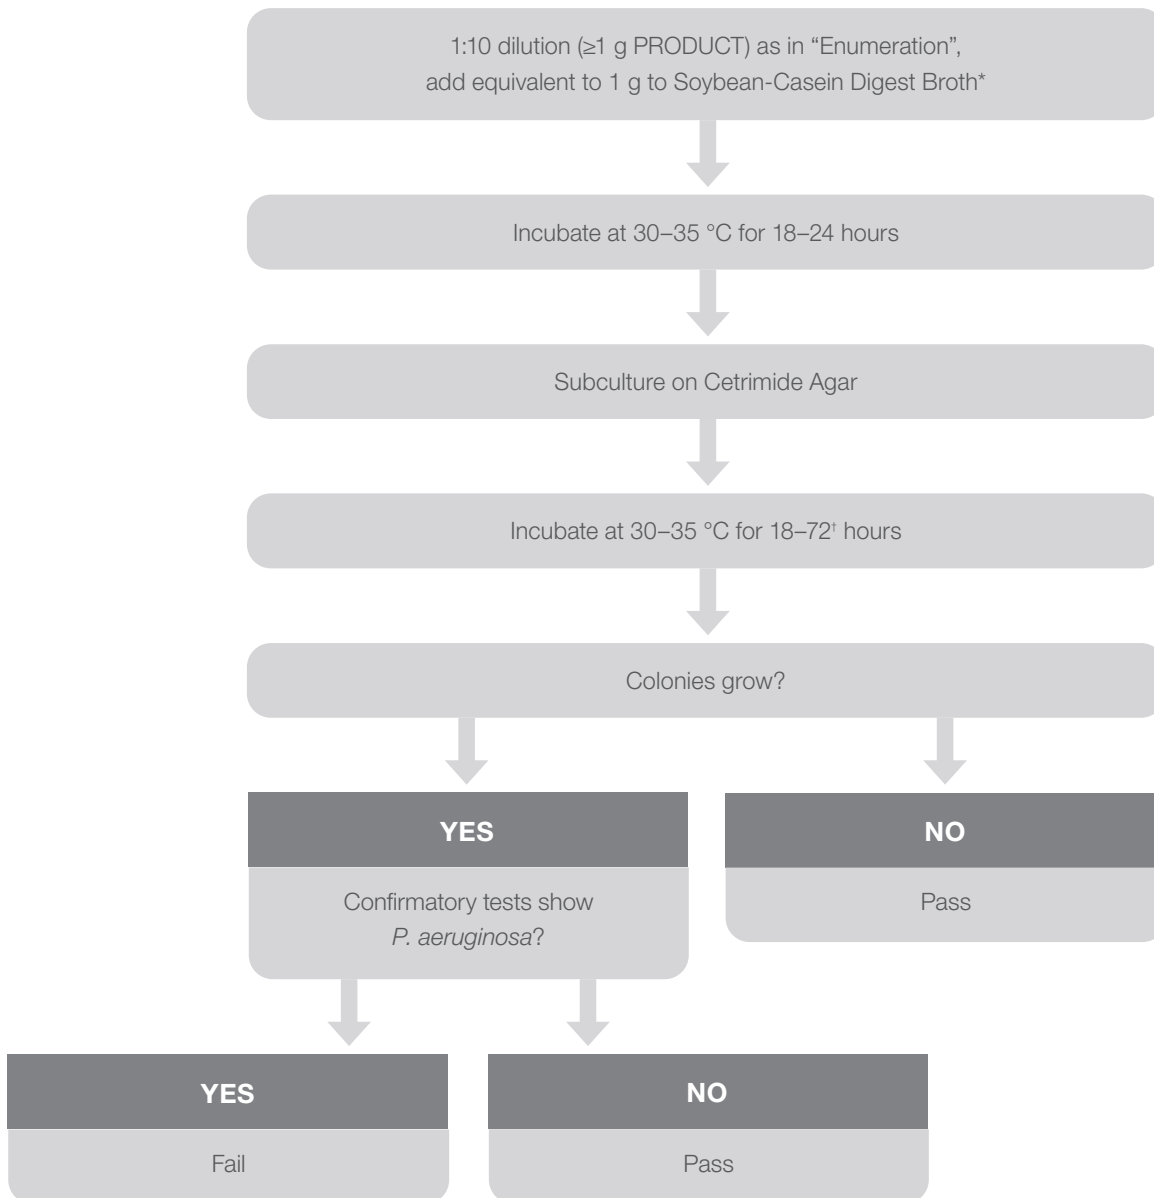 1:10 dilution (≥1 g PRODUCT) as in “Enumeration”,
add equivalent to 1 g to Soybean-Casein Digest Broth*
Incubate at 30–35 °C for 18–24 hours
Subculture on Cetrimide Agar
Incubate at 30–35 °C for 18–72† hours
Colonies grow?
YES
NO
Confirmatory tests show
P. aeruginosa?
Pass
YES
NO
Fail
Pass